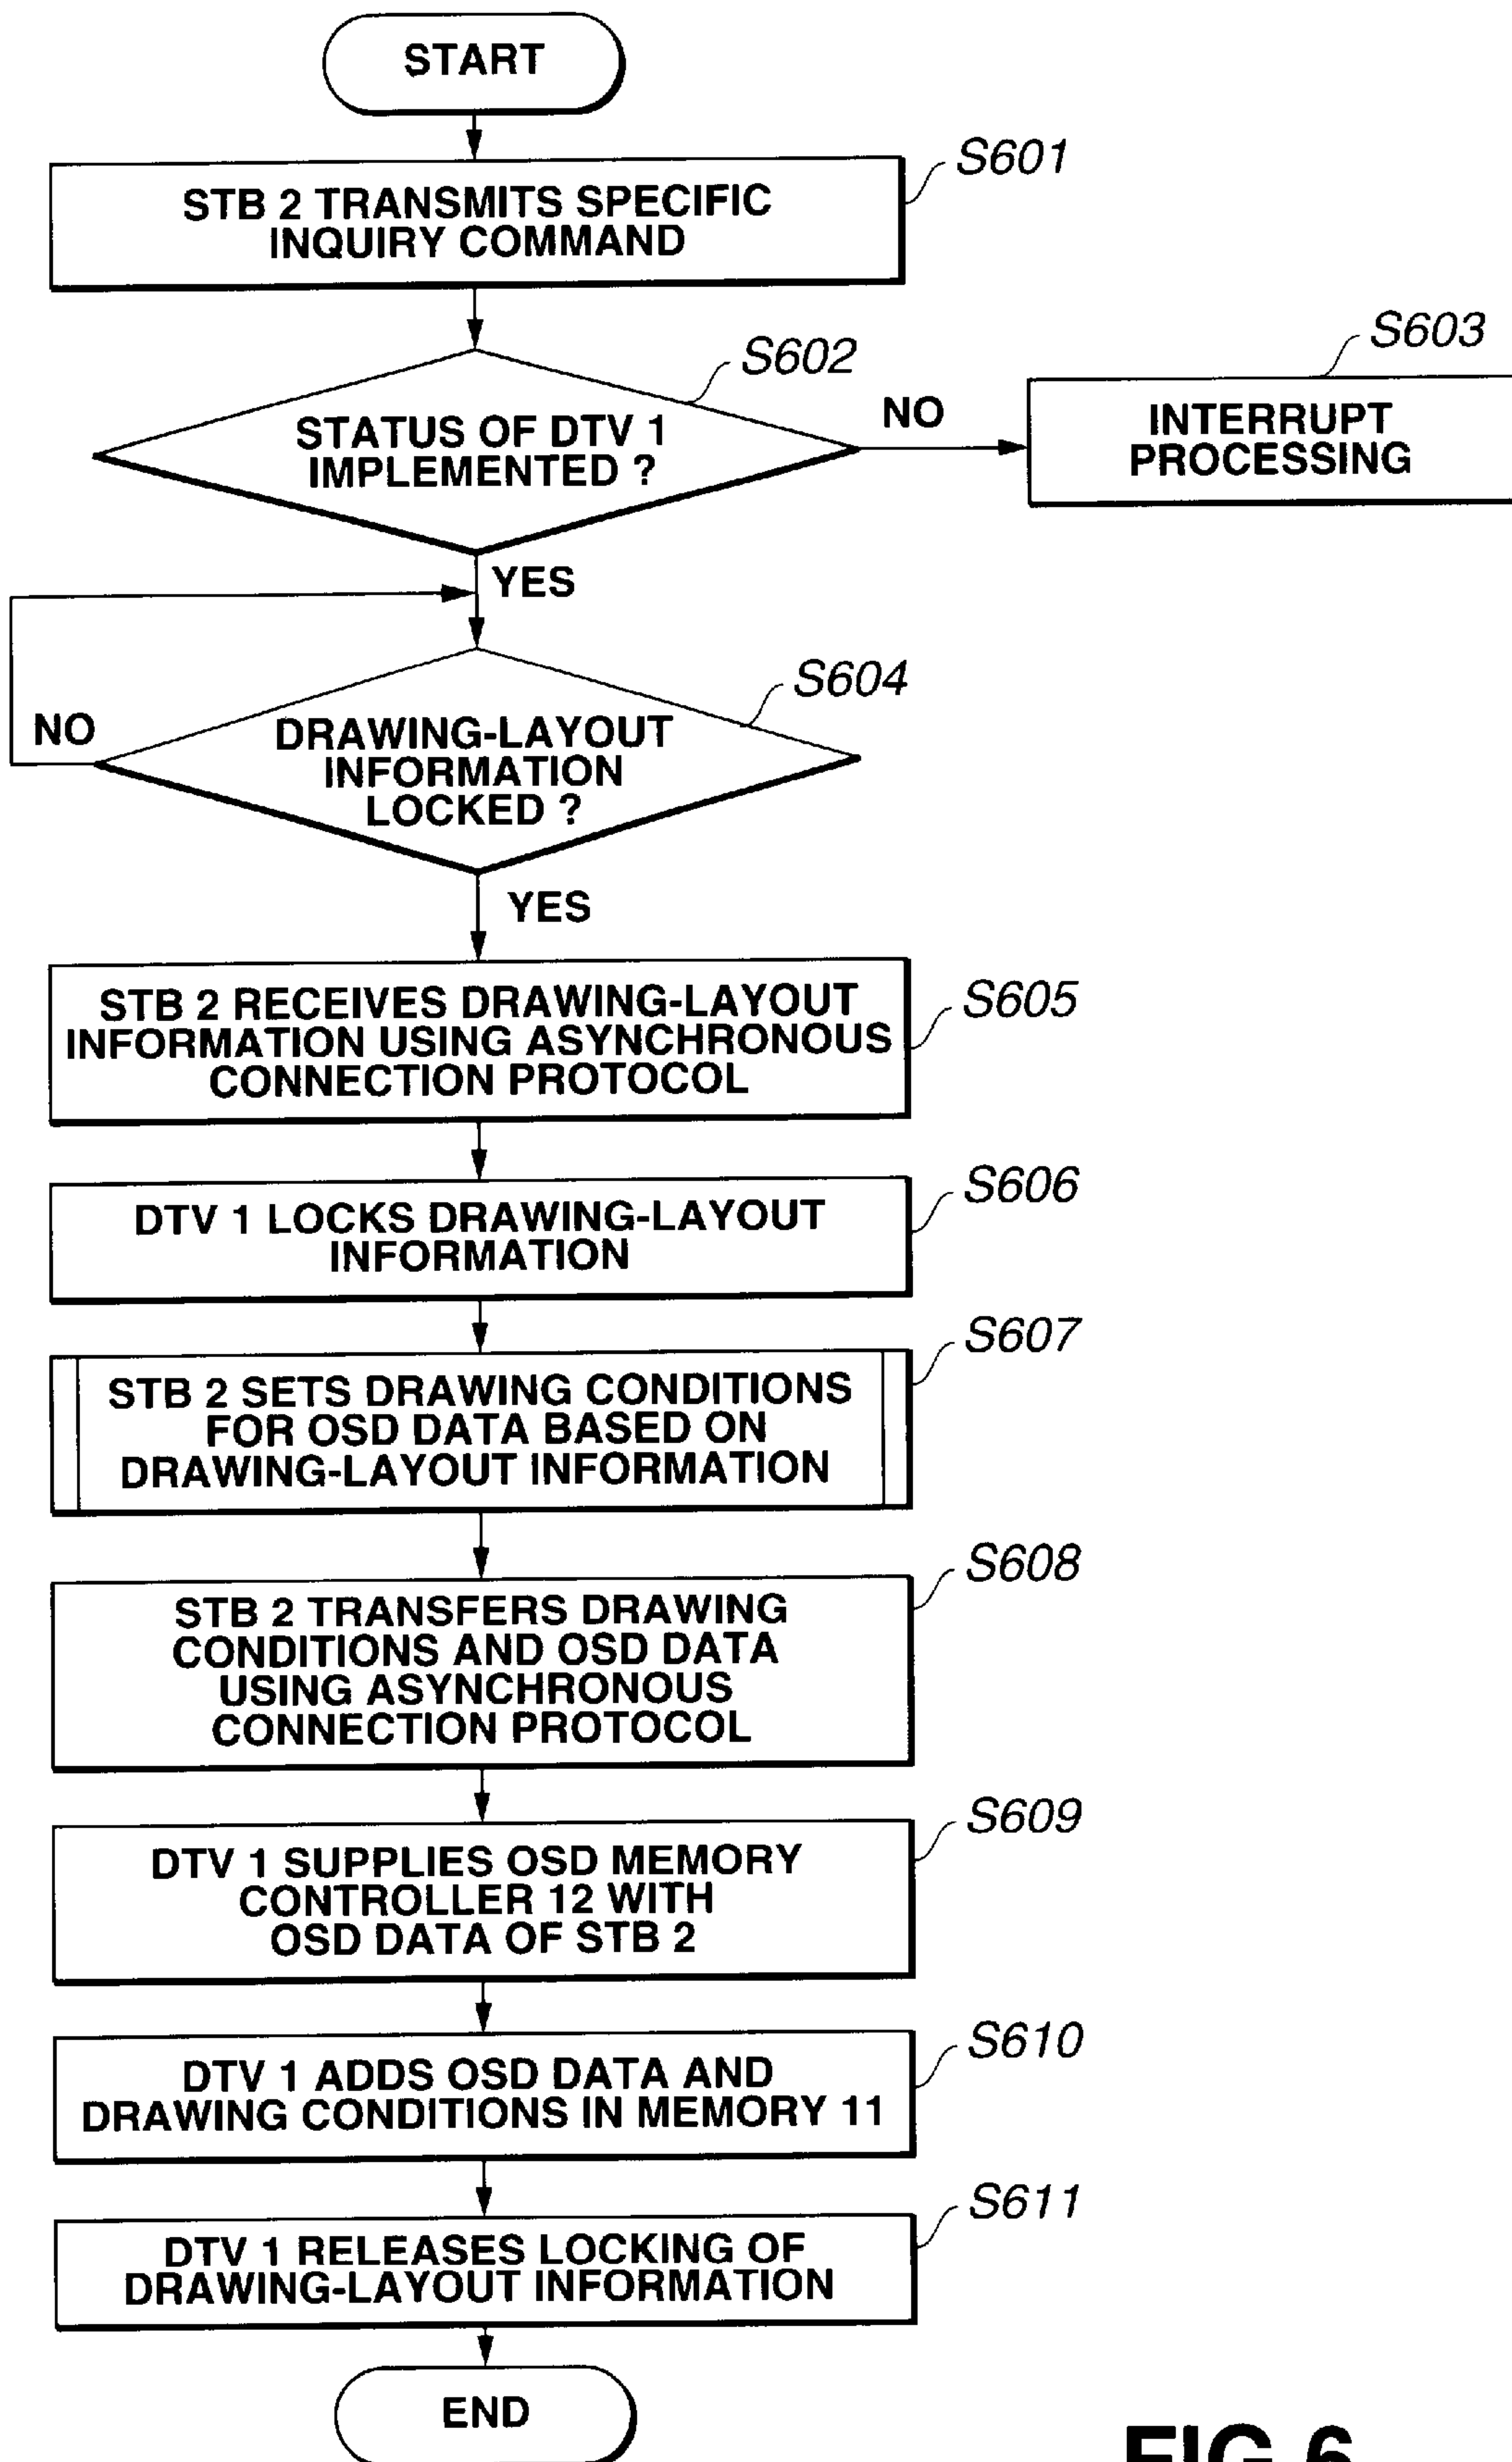 START
S601
STB 2 TRANSMITS SPECIFIC
INQUIRY COMMAND
S602
STATUS OF DTV 1
IMPLEMENTED ?
NO
S603
INTERRUPT
PROCESSING
YES
S604
NO
DRAWING-LAYOUT
INFORMATION
LOCKED ?
YES
S605
STB 2 RECEIVES DRAWING-LAYOUT
INFORMATION USING ASYNCHRONOUS
CONNECTION PROTOCOL
S606
DTV 1 LOCKS DRAWING-LAYOUT
INFORMATION
S607
STB 2 SETS DRAWING CONDITIONS
FOR OSD DATA BASED ON
DRAWING-LAYOUT INFORMATION
S608
STB 2 TRANSFERS DRAWING
CONDITIONS AND OSD DATA
USING ASYNCHRONOUS
CONNECTION PROTOCOL
S609
DTV 1 SUPPLIES OSD MEMORY
CONTROLLER 12 WITH
OSD DATA OF STB 2
S610
DTV 1 ADDS OSD DATA AND
DRAWING CONDITIONS IN MEMORY 11
S611
DTV 1 RELEASES LOCKING OF
DRAWING-LAYOUT INFORMATION
END
FIG.6